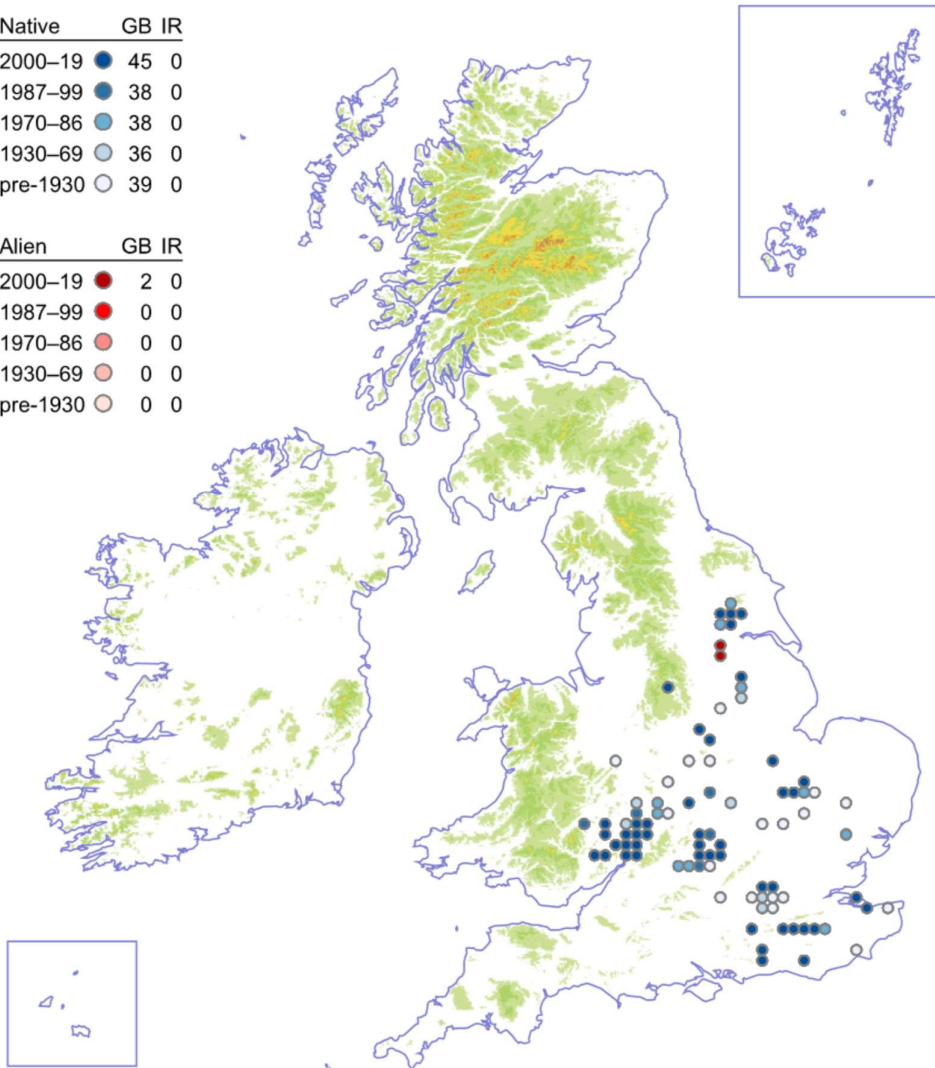 Native GB IR
2000–19 45 0
1987–99 38 0
1970–86 38 0
1930–69 36 0
pre-1930 39 0
Alien GB IR
2000–19 2 0
1987–99 0 0
1970–86 0 0
1930–69 0 0
pre-1930 0 0